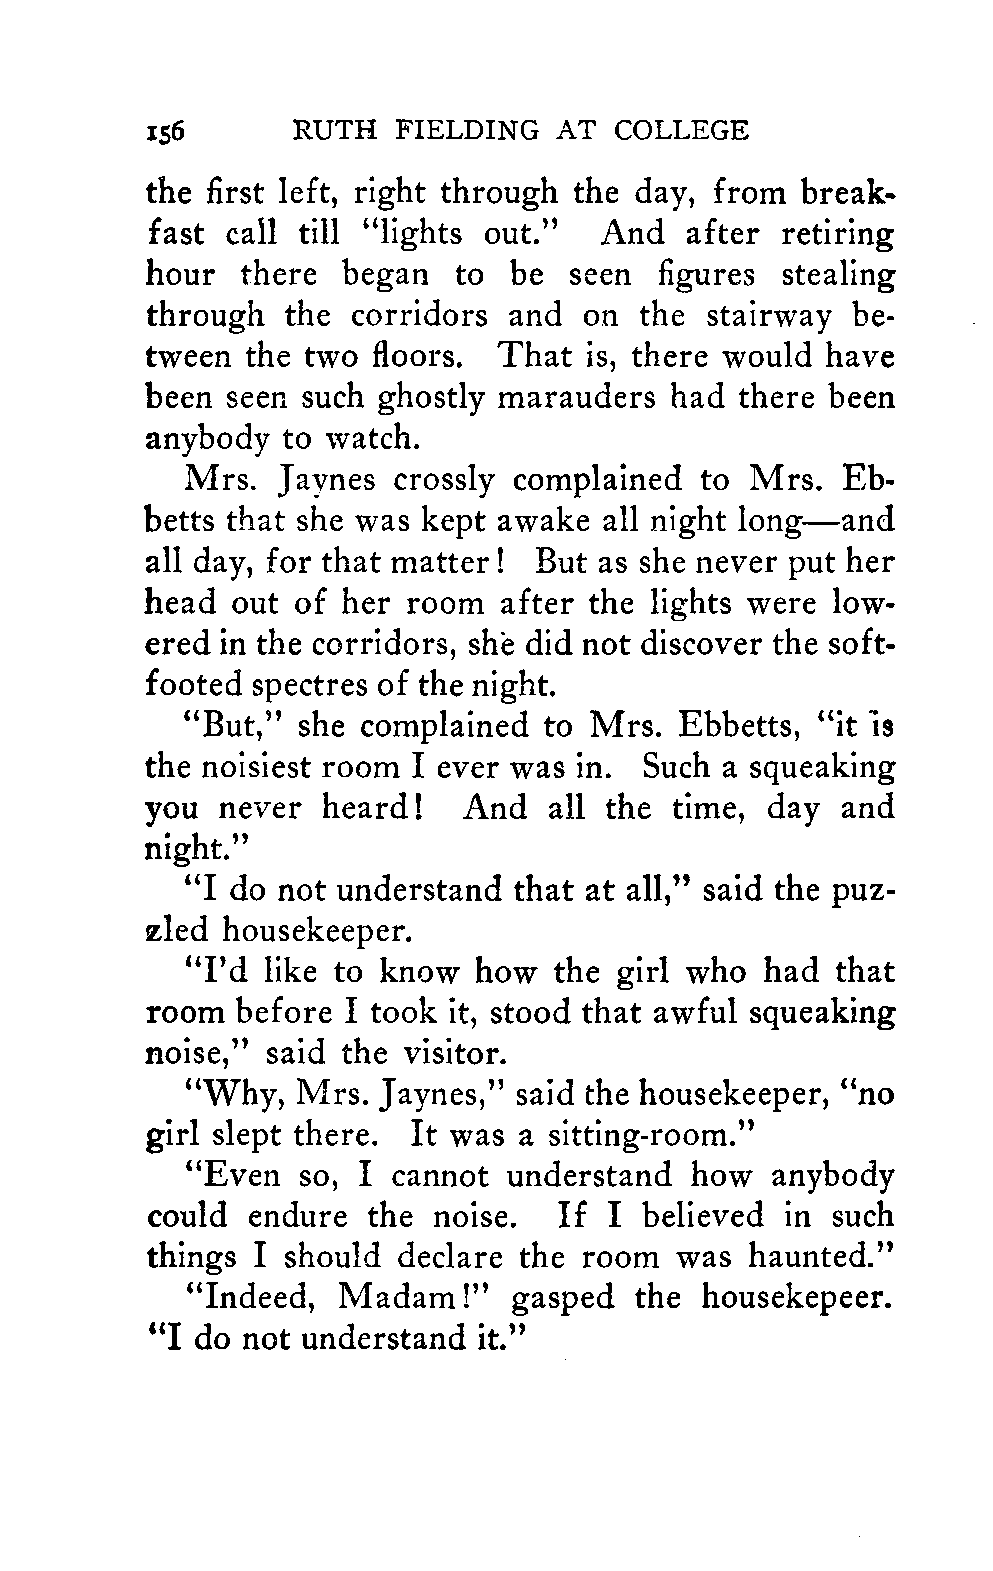 156 RUTH FIELDING AT COLLEGE
the first left, right through the day, from break-
fast call till “lights out.” And after retiring
hour there began to be seen figures stealing
through the corridors and on the stairway be-
tween the two floors. That is, there would have
been seen such ghostly marauders had there been
anybody to watch.
Mrs. Jaynes crossly complained to Mrs. Eb-
betts that she was kept awake all night long—and
all day, for that matter! But as she never put her
head out of her room after the lights were low-
ered in the corridors, she did not discover the soft-
footed spectres of the night.
“But,” she complained to Mrs. Ebbetts, “it is
the noisiest room I ever was in. Such a squeaking
you never heard! And all the time, day and
night.”
“I do not understand that at all,” said the puz-
zled housekeeper.
“I’d like to know how the girl who had that
room before I took it, stood that awful squeaking
noise,” said the visitor.
“Why, Mrs. Jaynes,” said the housekeeper, “no
girl slept there. It was a sitting-room.”
“Even so, I cannot understand how anybody
could endure the noise. If I believed in such
things I should declare the room was haunted.”
“Indeed, Madam!” gasped the housekepeer.
“I do not understand it.”